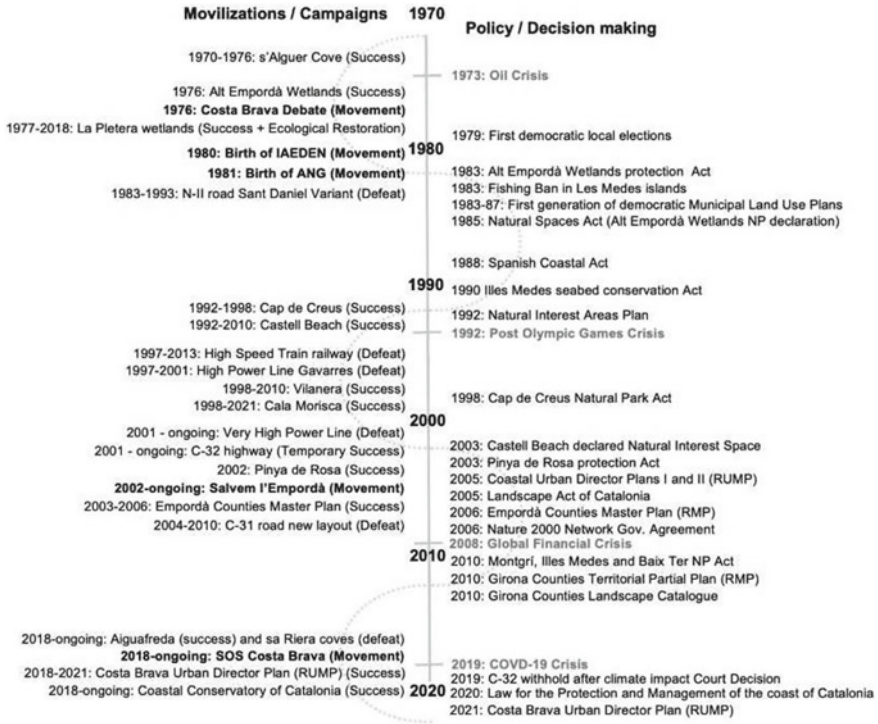 Movilizations / Campaigns
1970
Policy / Decision making
1970-1976: s'Alguer Cove (Success)
1973: Oil Crisis
1976: Alt Empordà Wetlands (Success)
1976: Costa Brava Debate (Movement)
1977-2018: La Pletera wetlands (Success + Ecological Restoration)
1979: First democratic local elections
1980
1980: Birth of IAEDEN (Movement)
1981: Birth of ANG (Movement)
1983-1993: N-II road Sant Daniel Variant (Defeat)
1983: Alt Empordà Wetlands protection Act
1983: Fishing Ban in Les Medes islands
1983-87: First generation of democratic Municipal Land Use Plans
1985: Natural Spaces Act (Alt Empordà Wetlands NP declaration)
1988: Spanish Coastal Act
1990
1990 Illes Medes seabed conservation Act
1992-1998: Cap de Creus (Success)
1992-2010: Castell Beach (Success)
1992: Natural Interest Areas Plan
1992: Post Olympic Games Crisis
1997-2013: High Speed Train railway (Defeat)
1997-2001: High Power Line Gavarres (Defeat)
1998-2010: Vilanera (Success)
1998-2021: Cala Morisca (Success)
1998: Cap de Creus Natural Park Act
2000
2001 - ongoing: Very High Power Line (Defeat)
2001 - ongoing: C-32 highway (Temporary Success)
2002: Pinya de Rosa (Success)
2002-ongoing: Salvem l'Empordà (Movement)
2003-2006: Empordà Counties Master Plan (Success)
2004-2010: C-31 road new layout (Defeat)
2003: Castell Beach declared Natural Interest Space
2003: Pinya de Rosa protection Act
2005: Coastal Urban Director Plans I and II (RUMP)
2005: Landscape Act of Catalonia
2006: Empordà Counties Master Plan (RMP)
2006: Nature 2000 Network Gov. Agreement
2008: Global Financial Crisis
2010
2010: Montgrí, Illes Medes and Baix Ter NP Act
2010: Girona Counties Territorial Partial Plan (RMP)
2010: Girona Counties Landscape Catalogue
2018-ongoing: Aiguafreda (success) and sa Riera coves (defeat)
2018-ongoing: SOS Costa Brava (Movement)
2018-2021: Costa Brava Urban Director Plan (RUMP) (Success)
2018-ongoing: Coastal Conservatory of Catalonia (Success)
2019: COVD-19 Crisis
2019: C-32 withhold after climate impact Court Decision
2020
2020: Law for the Protection and Management of the coast of Catalonia
2021: Costa Brava Urban Director Plan (RUMP)